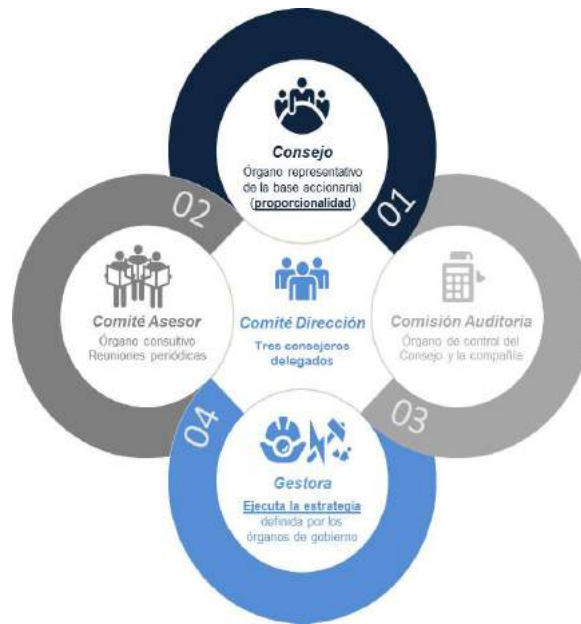 Consejo
Órgano representativo
de la base accionarial
(proporcionalidad)
01
02
Comité Asesor
Órgano consultivo
Reuniones periódicas
Comité Dirección
Tres consejeros
delegados
Comisión Auditoria
Órgano de control del
Consejo y la compañía
03
04
Gestora
Ejecuta la estrategia
definida por los
órganos de gobierno